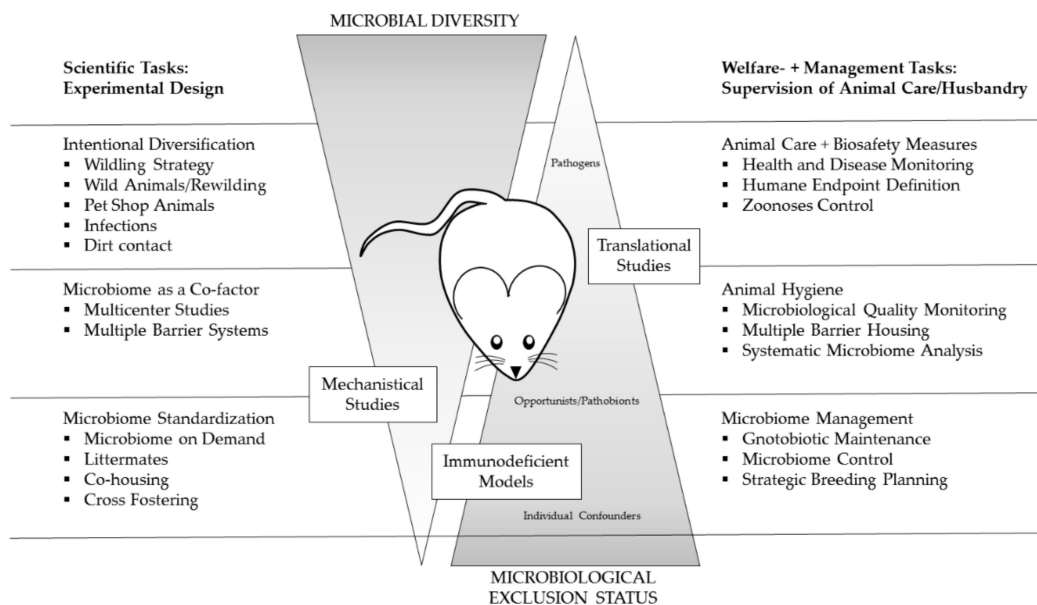 MICROBIAL DIVERSITY
Scientific Tasks:
Experimental Design
Welfare- + Management Tasks:
Supervision of Animal Care/Husbandry
Intentional Diversification
▪ Wildling Strategy
▪ Wild Animals/Rewilding
▪ Pet Shop Animals
▪ Infections
▪ Dirt contact
Pathogens
Animal Care + Biosafety Measures
▪ Health and Disease Monitoring
▪ Humane Endpoint Definition
▪ Zoonoses Control
Translational
Studies
Microbiome as a Co-factor
▪ Multicenter Studies
▪ Multiple Barrier Systems
Animal Hygiene
▪ Microbiological Quality Monitoring
▪ Multiple Barrier Housing
▪ Systematic Microbiome Analysis
Mechanistical
Studies
Opportunists/Pathobionts
Microbiome Standardization
▪ Microbiome on Demand
▪ Littermates
▪ Co-housing
▪ Cross Fostering
Immunodeficient
Models
Individual Confounders
Microbiome Management
▪ Gnotobiotic Maintenance
▪ Microbiome Control
▪ Strategic Breeding Planning
MICROBIOLOGICAL
EXCLUSION STATUS